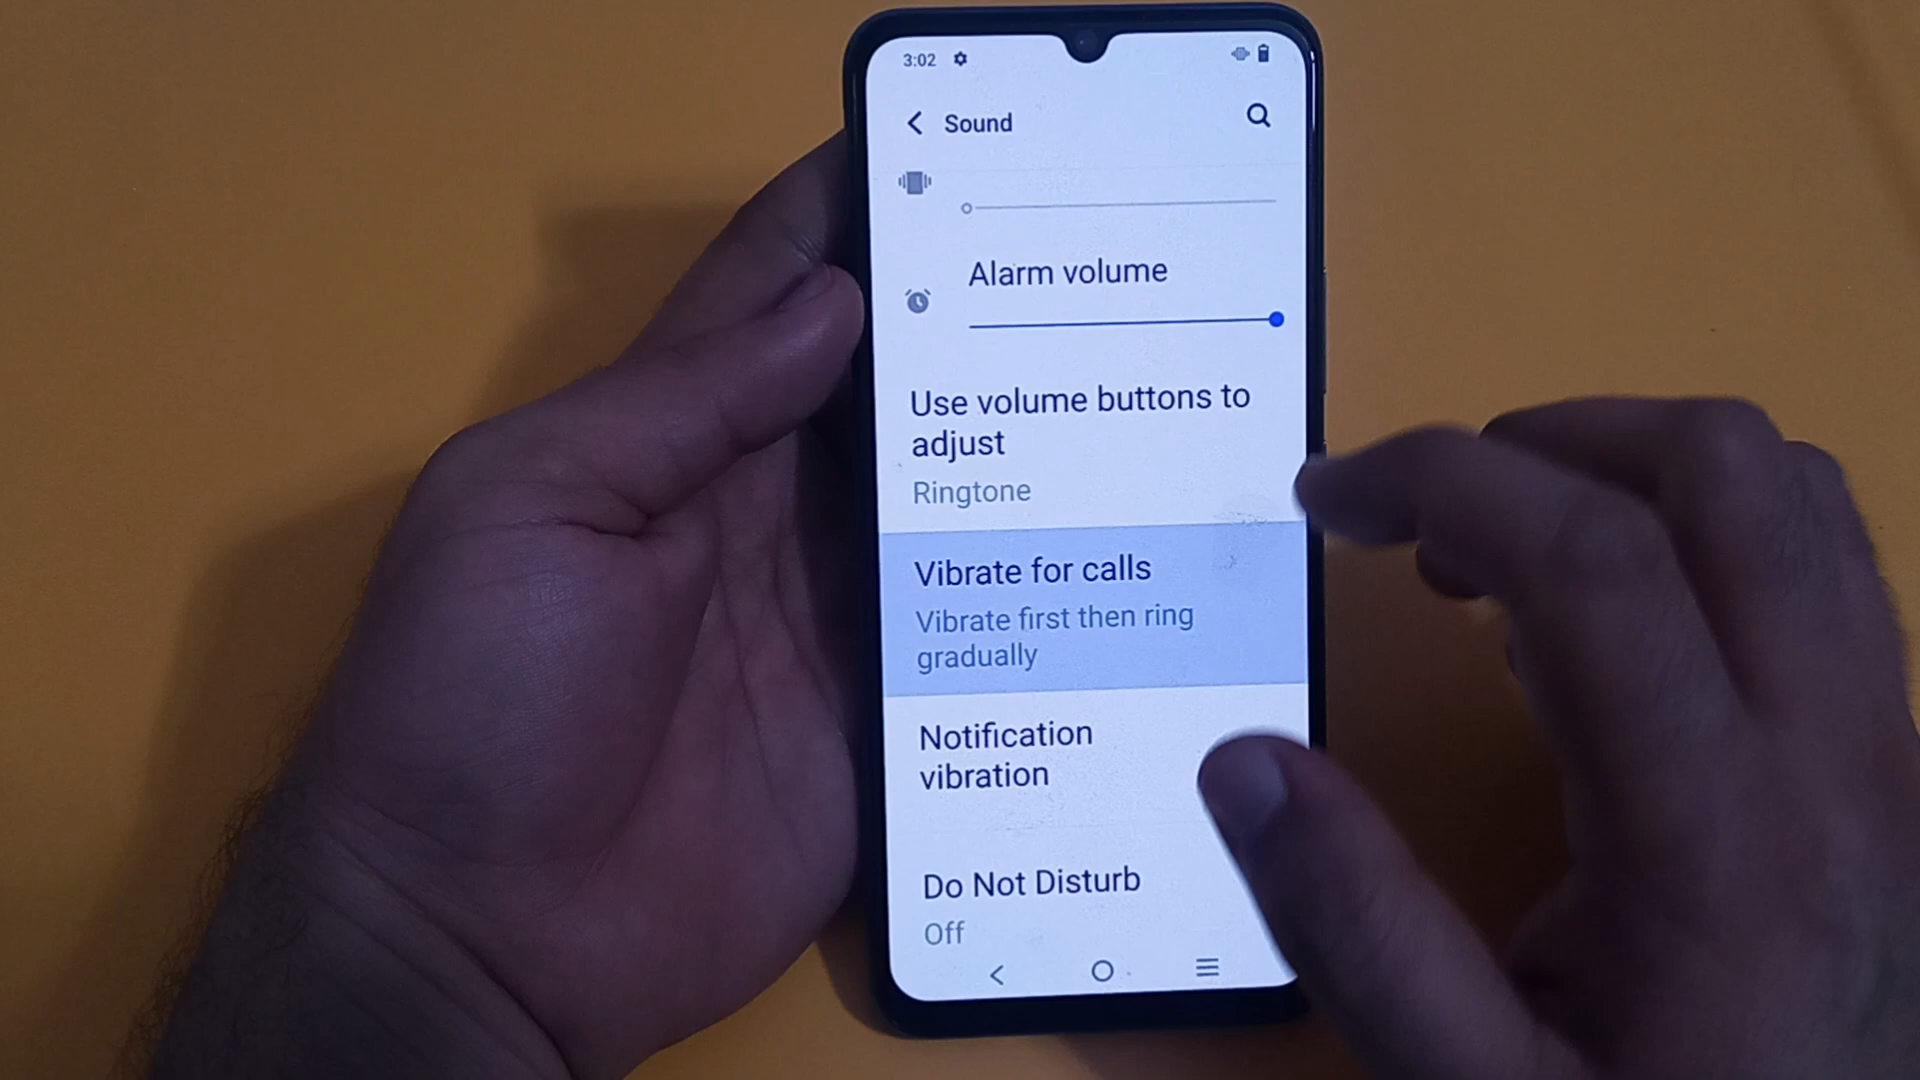 3:02
Sound
Alarm volume
Use volume buttons to
adjust
Ringtone
Vibrate for calls
Vibrate first then ring
gradually
Notification
vibration
Do Not Disturb
Off